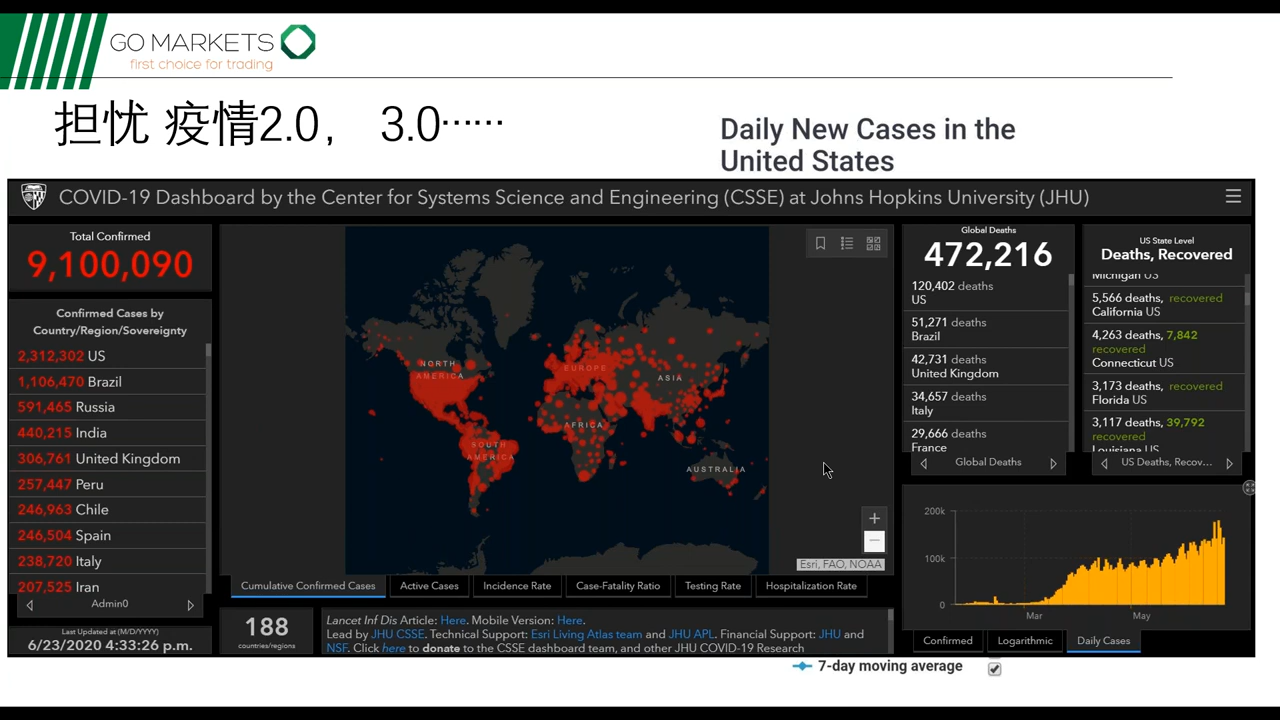 GO MARKETS
first choice for trading
担忧 疫情2.0， 3.0……
Daily New Cases in the
United States
COVID-19 Dashboard by the Center for Systems Science and Engineering (CSSE) at Johns Hopkins University (JHU)
Total Confirmed
9,100,090
Confirmed Cases by
Country/Region/Sovereignty
2,312,302 US
1,106,470 Brazil
591,465 Russia
440,215 India
306,761 United Kingdom
257,447 Peru
246,963 Chile
246,504 Spain
238,720 Italy
207,525 Iran
Admin0
Last Updated at (M/D/YYYY)
6/23/2020 4:33:26 p.m.
NORTH
AMERICA
SOUTH
AMERICA
EUROPE
AFRICA
ASIA
AUSTRALIA
Esri, FAO, NOAA
Cumulative Confirmed Cases
Active Cases
Incidence Rate
Case-Fatality Ratio
Testing Rate
Hospitalization Rate
188
countries/regions
Lancet Inf Dis Article: Here. Mobile Version: Here.
Lead by JHU CSSE. Technical Support: Esri Living Atlas team and JHU APL. Financial Support: JHU and
NSF. Click here to donate to the CSSE dashboard team, and other JHU COVID-19 Research
Global Deaths
472,216
120,402 deaths
US
51,271 deaths
Brazil
42,731 deaths
United Kingdom
34,657 deaths
Italy
29,666 deaths
France
Global Deaths
US State Level
Deaths, Recovered
Michigan US
5,566 deaths, recovered
California US
4,263 deaths, 7,842
recovered
Connecticut US
3,173 deaths, recovered
Florida US
3,117 deaths, 39,792
recovered
Louisiana US
US Deaths, Recov...
200k
100k
0
Mar
May
Confirmed
Logarithmic
Daily Cases
7-day moving average